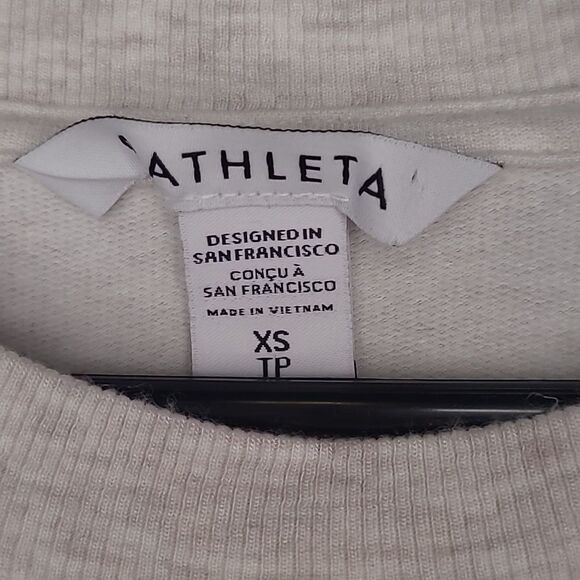 ATHLETA
DESIGNED IN
SAN FRANCISCO
CONÇU À
SAN FRANCISCO
MADE IN VIETNAM
XS
TP